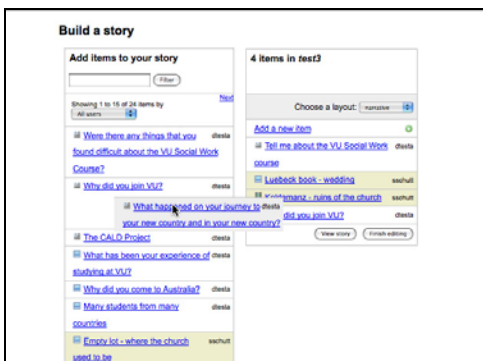 Build a story
Add items to your story
Filter
Next
Showing 1 to 15 of 24 items by
All users
Were there any things that you dtesta
found difficult about the VU Social Work
Course?
Why did you join VU? dtesta
What happened on your journey to dtesta
your new country and in your new country?
The CALD Project dtesta
What has been your experience of dtesta
studying at VU?
Why did you come to Australia? dtesta
Many students from many dtesta
countries
Empty lot - where the church sschutt
used to be
4 items in test3
Choose a layout: narrative
Add a new item
Tell me about the VU Social Work dtesta
course
Luebeck book - wedding sschutt
- ruins of the church sschutt
did you join VU? dtesta
View story Finish editing